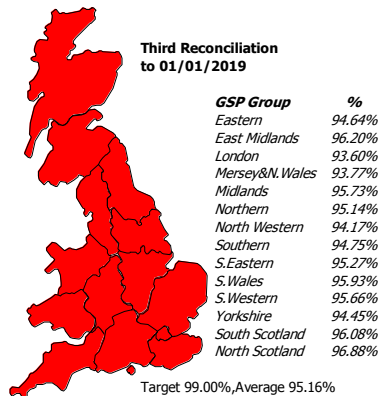 Third Reconciliation
to 01/01/2019
GSP Group %
Eastern 94.64%
East Midlands 96.20%
London 93.60%
Mersey&N.Wales 93.77%
Midlands 95.73%
Northern 95.14%
North Western 94.17%
Southern 94.75%
S.Eastern 95.27%
S.Wales 95.93%
S.Western 95.66%
Yorkshire 94.45%
South Scotland 96.08%
North Scotland 96.88%
Target 99.00%,Average 95.16%